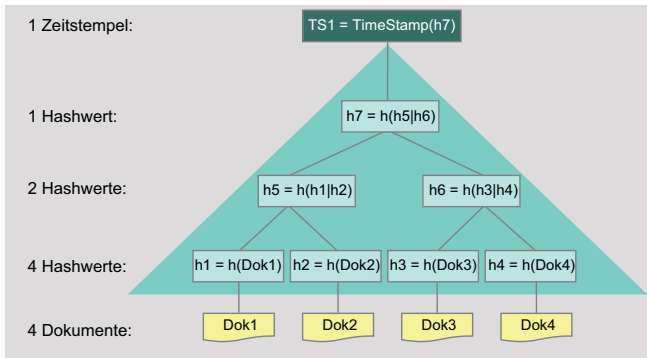 1 Zeitstempel: TS1 = TimeStamp(h7)
1 Hashwert: h7 = h(h5|h6)
2 Hashwerte: h5 = h(h1|h2) h6 = h(h3|h4)
4 Hashwerte: h1 = h(Dok1) h2 = h(Dok2) h3 = h(Dok3) h4 = h(Dok4)
4 Dokumente: Dok1 Dok2 Dok3 Dok4